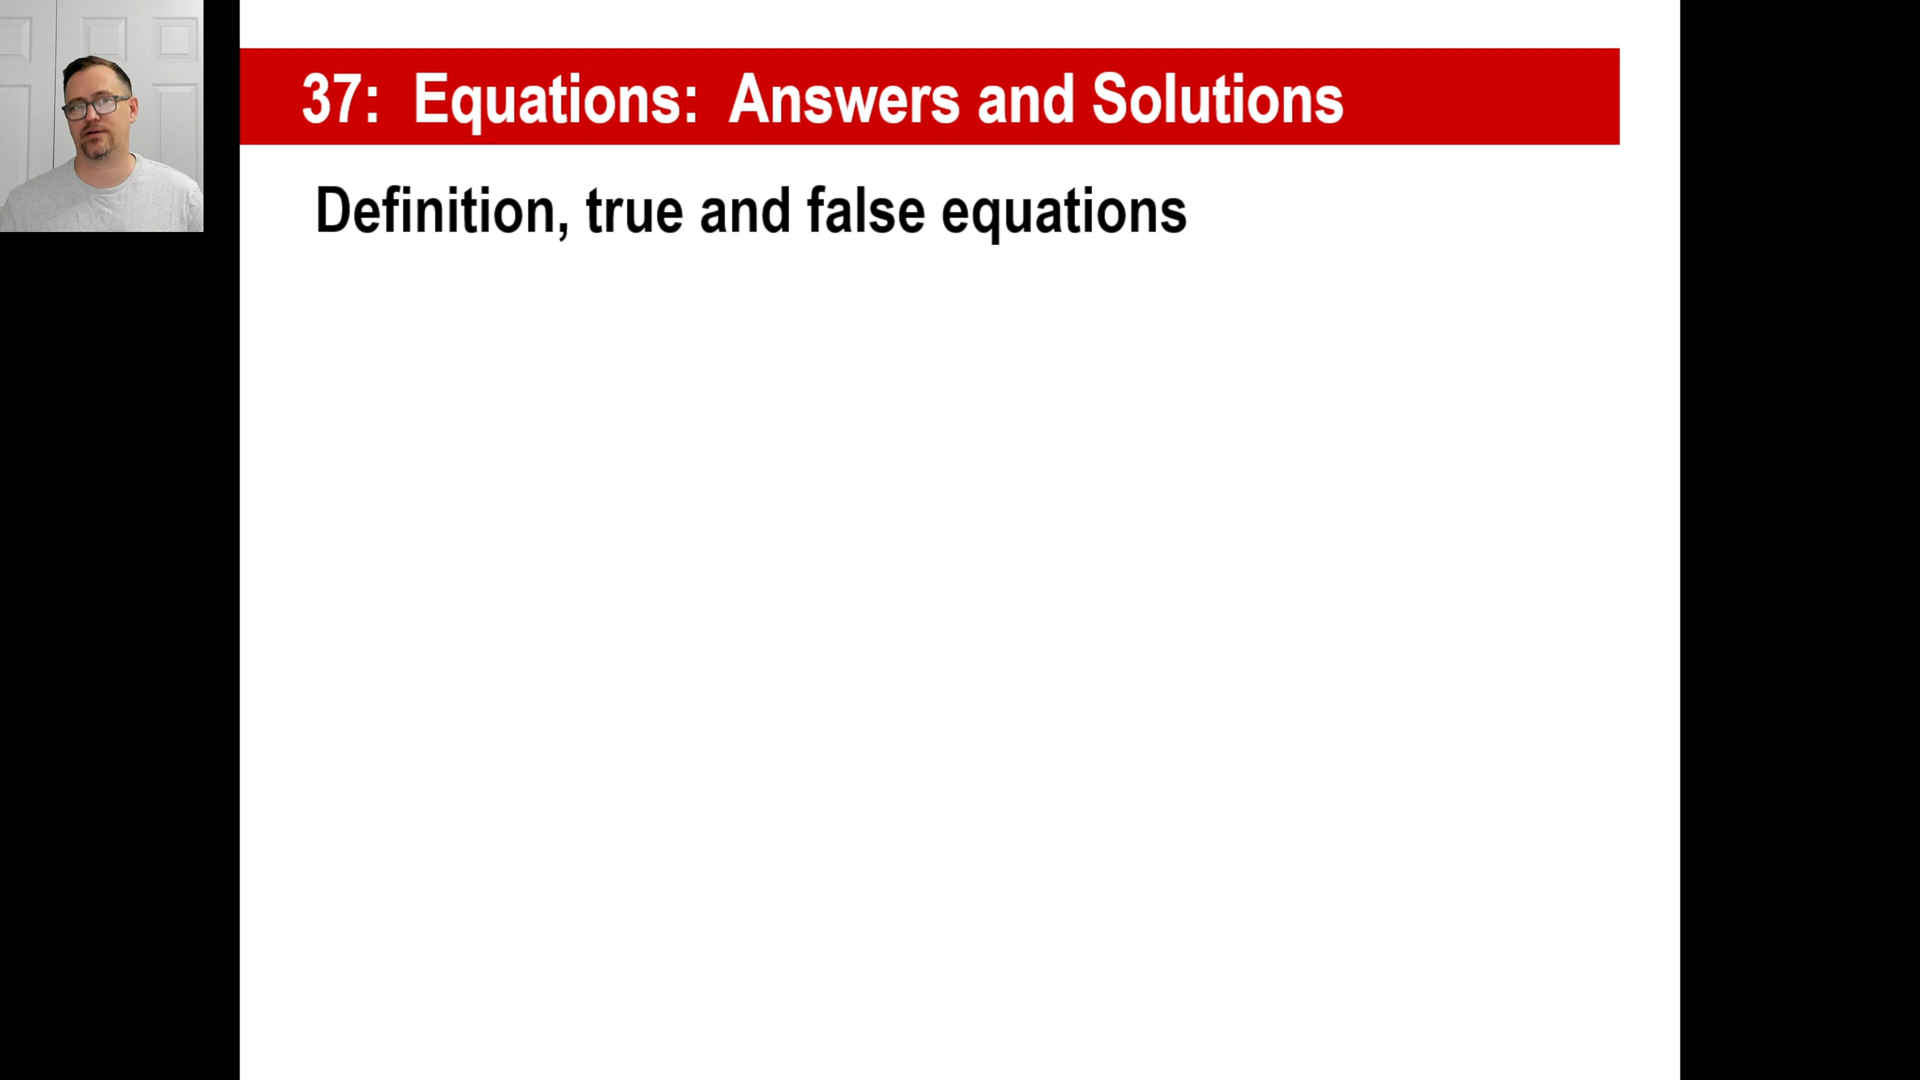 37: Equations: Answers and Solutions
Definition, true and false equations